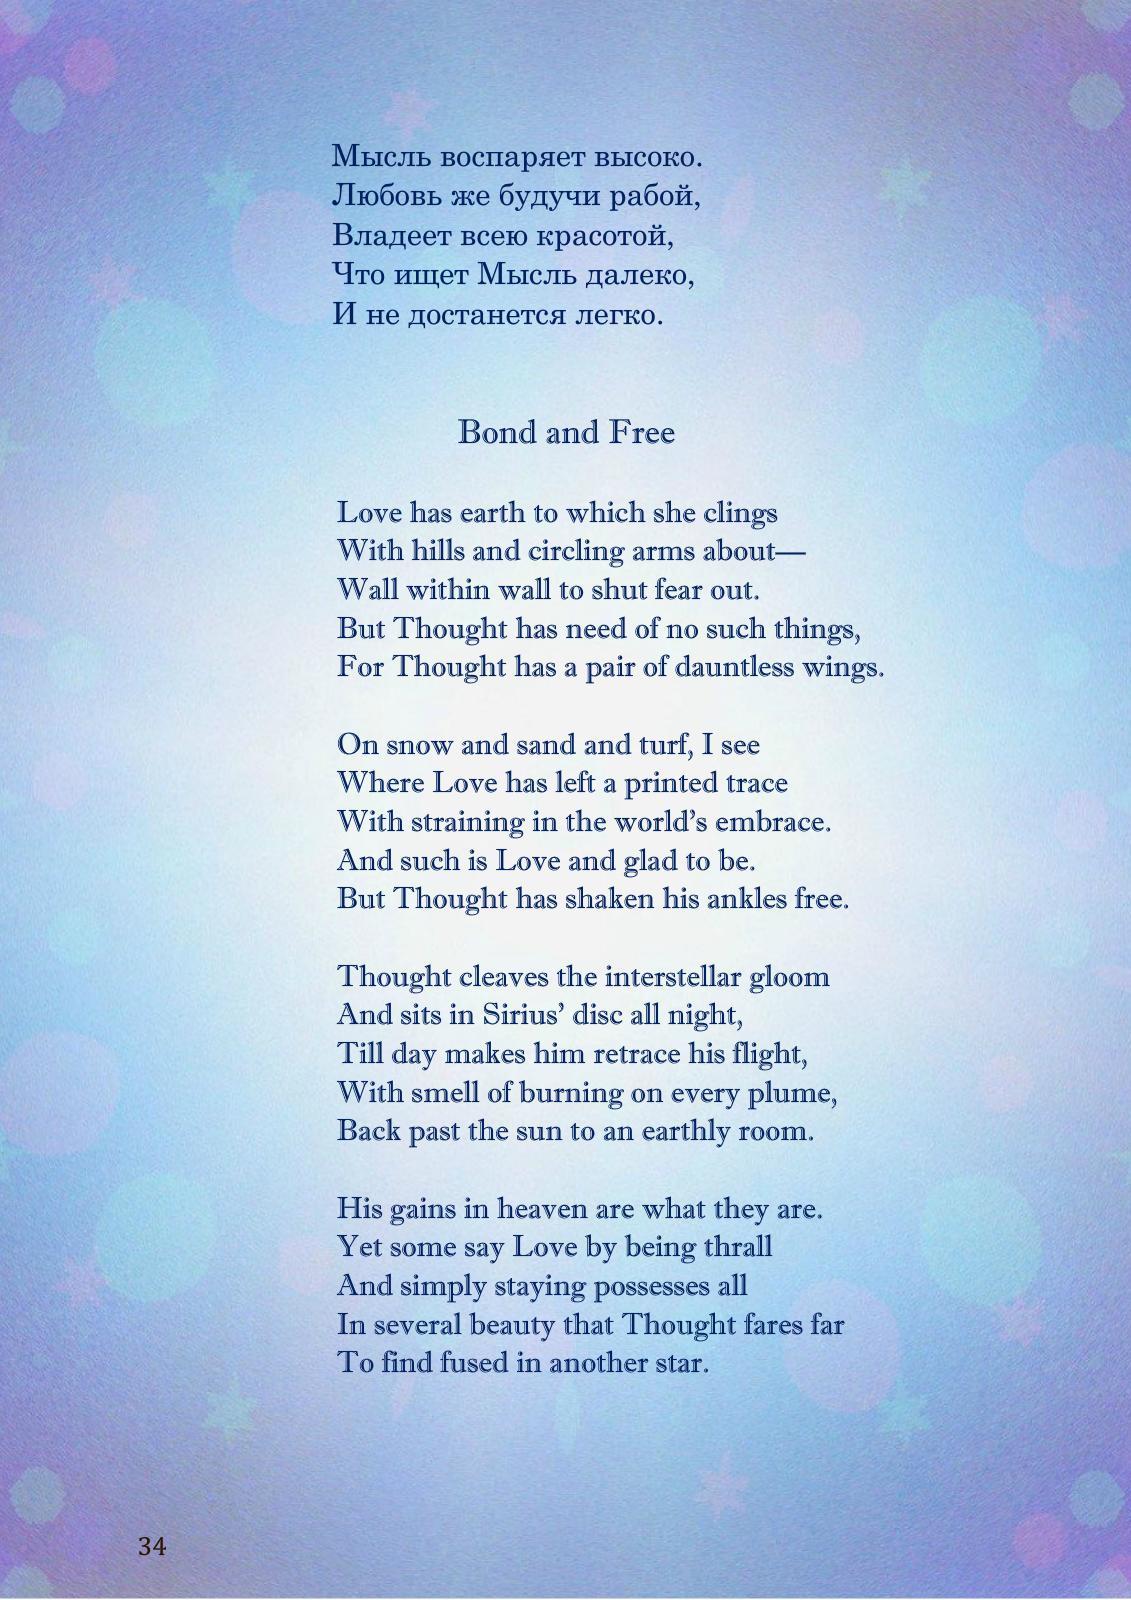 Мысль воспаряет высоко.
Любовь же будучи рабой,
Владеет всею красотой,
Что ищет Мысль далеко,
И не достанется легко.
Bond and Free
Love has earth to which she clings
With hills and circling arms about—
Wall within wall to shut fear out.
But Thought has need of no such things,
For Thought has a pair of dauntless wings.
On snow and sand and turf, I see
Where Love has left a printed trace
With straining in the world’s embrace.
And such is Love and glad to be.
But Thought has shaken his ankles free.
Thought cleaves the interstellar gloom
And sits in Sirius’ disc all night,
Till day makes him retrace his flight,
With smell of burning on every plume,
Back past the sun to an earthly room.
His gains in heaven are what they are.
Yet some say Love by being thrall
And simply staying possesses all
In several beauty that Thought fares far
To find fused in another star.
34